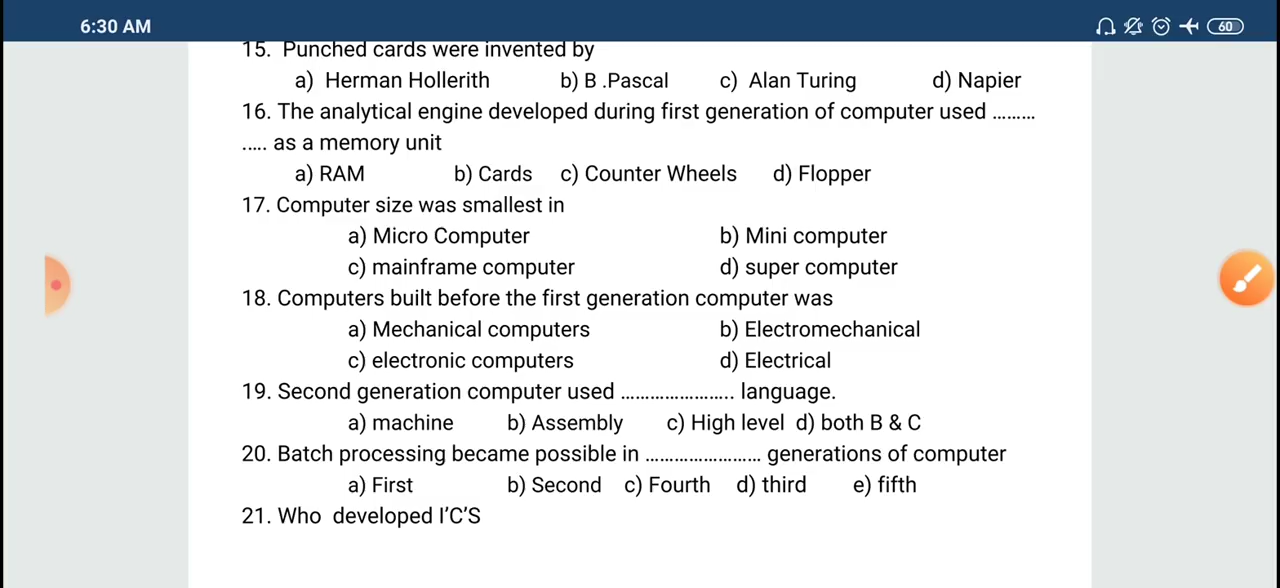 6:30 AM
60
15. Punched cards were invented by
a) Herman Hollerith b) B .Pascal c) Alan Turing d) Napier
16. The analytical engine developed during first generation of computer used .........
..... as a memory unit
a) RAM b) Cards c) Counter Wheels d) Flopper
17. Computer size was smallest in
a) Micro Computer b) Mini computer
c) mainframe computer d) super computer
18. Computers built before the first generation computer was
a) Mechanical computers b) Electromechanical
c) electronic computers d) Electrical
19. Second generation computer used ...................... language.
a) machine b) Assembly c) High level d) both B & C
20. Batch processing became possible in ....................... generations of computer
a) First b) Second c) Fourth d) third e) fifth
21. Who developed I'C'S